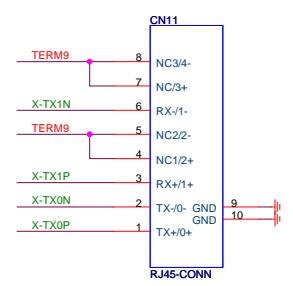 CN11
TERM9 8 NC3/4-
7 NC/3+
X-TX1N 6 RX-/1-
TERM9 5 NC2/2-
4 NC1/2+
X-TX1P 3 RX+/1+
X-TX0N 2 TX-/0- GND 9
GND 10
X-TX0P 1 TX+/0+
RJ45-CONN